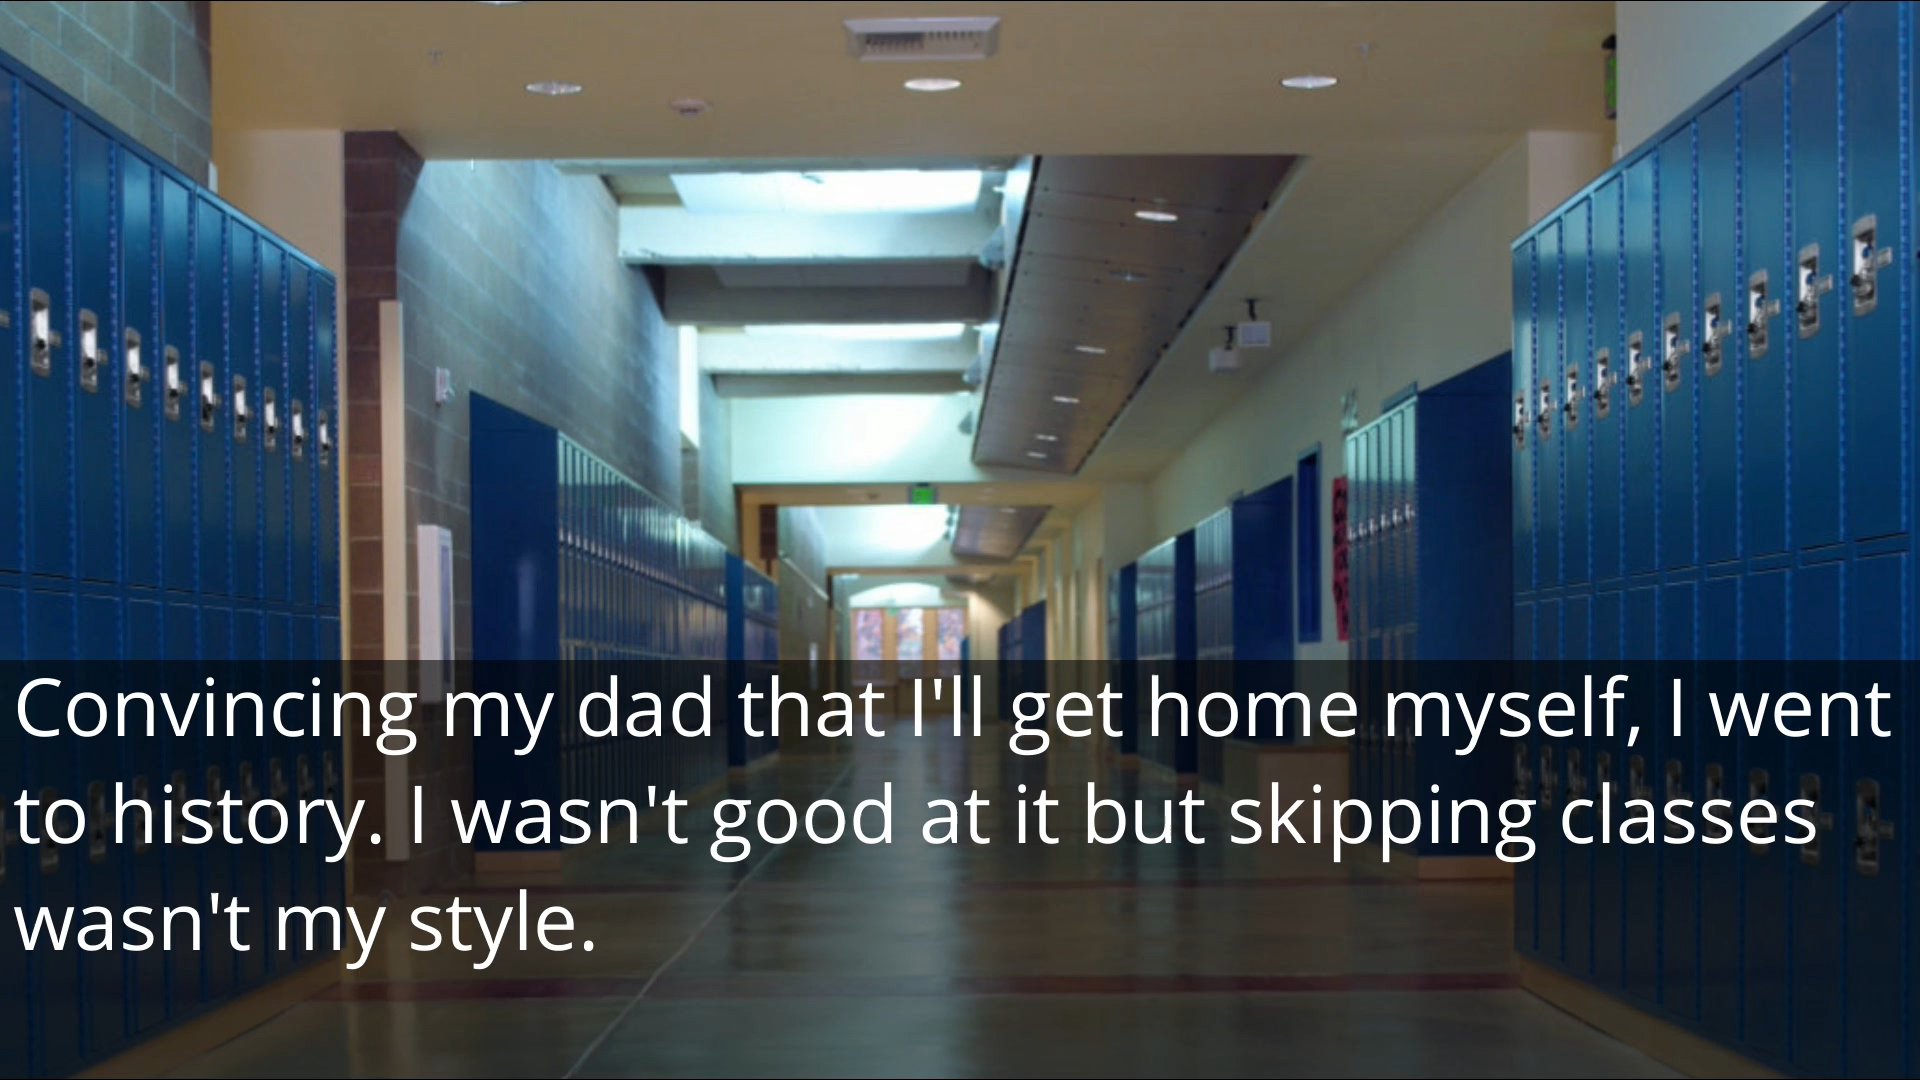 Convincing my dad that I'll get home myself, I went
to history. I wasn't good at it but skipping classes
wasn't my style.